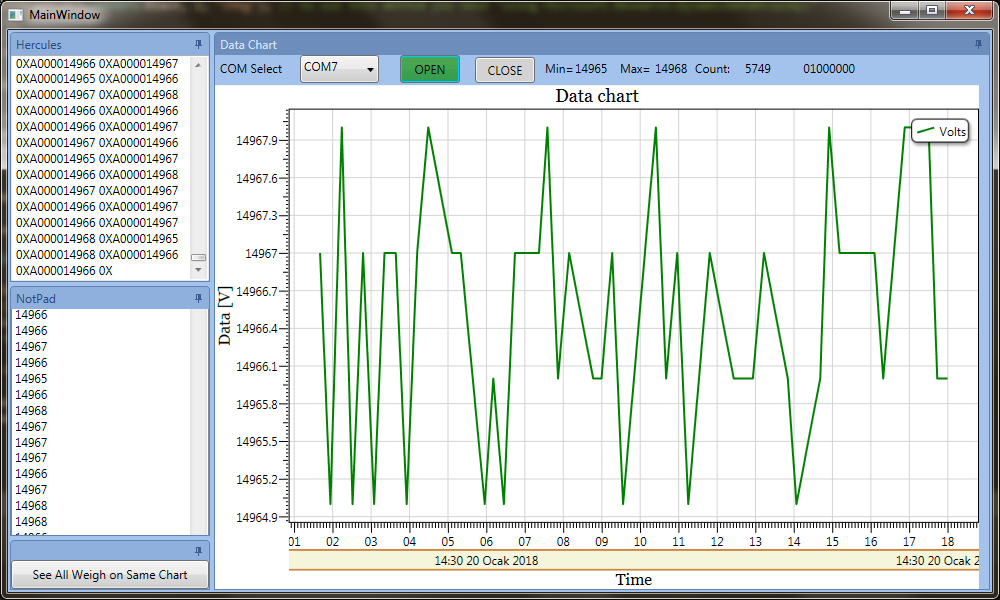 MainWindow
Hercules
0XA000014966 0XA000014967
0XA000014965 0XA000014966
0XA000014967 0XA000014968
0XA000014966 0XA000014966
0XA000014966 0XA000014967
0XA000014967 0XA000014966
0XA000014965 0XA000014967
0XA000014966 0XA000014968
0XA000014967 0XA000014967
0XA000014966 0XA000014967
0XA000014966 0XA000014967
0XA000014968 0XA000014965
0XA000014968 0XA000014966
0XA000014966 0X
NotPad
14966
14966
14967
14966
14965
14966
14968
14967
14967
14967
14966
14967
14968
14968
See All Weigh on Same Chart
Data Chart
COM Select COM7 OPEN CLOSE Min= 14965 Max= 14968 Count: 5749 01000000
Data chart
Volts
Data [V]
14967.9
14967.6
14967.3
14967
14966.7
14966.4
14966.1
14965.8
14965.5
14965.2
14964.9
01 02 03 04 05 06 07 08 09 10 11 12 13 14 15 16 17 18
14:30 20 Ocak 2018 14:30 20 Ocak 2
Time